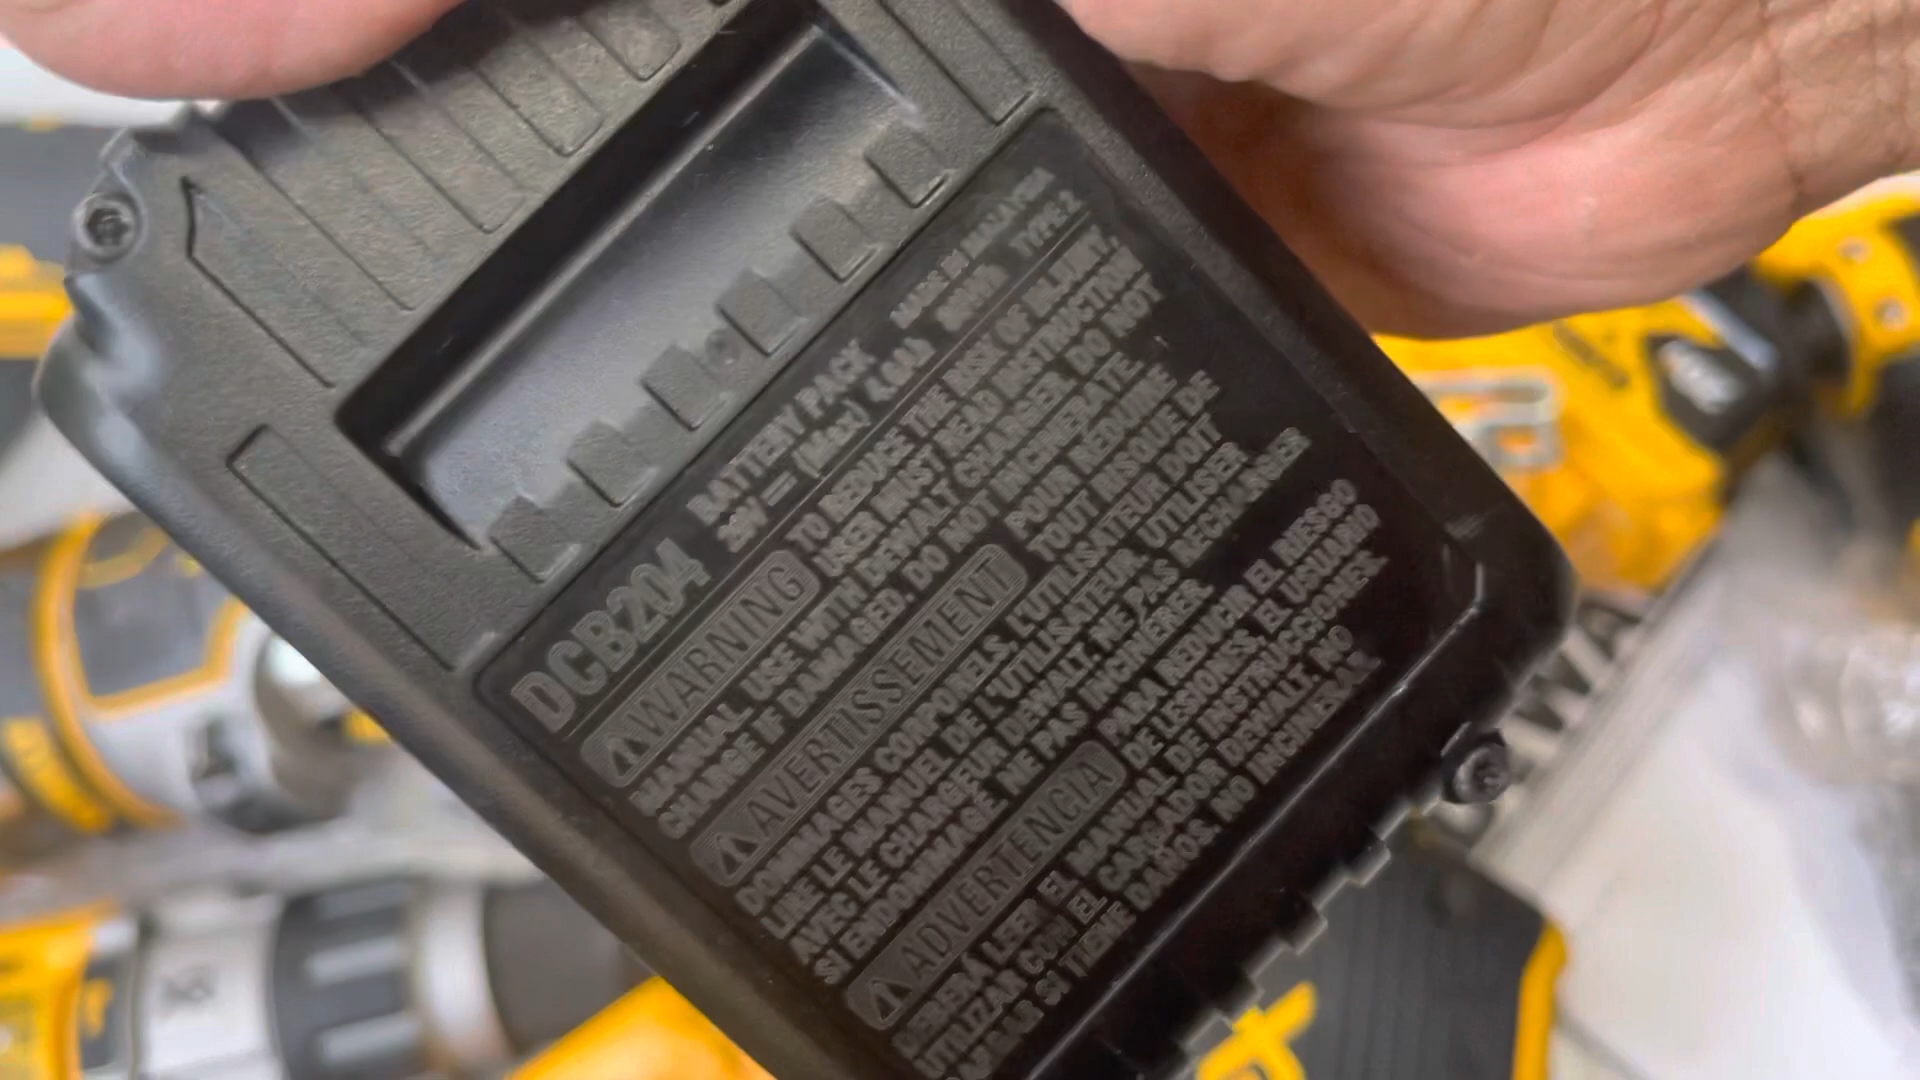 DCB204
BATTERY PACK
20V ⎓ (Max) 4.0Ah
MADE IN MALAYSIA
TYPE 2
⚠WARNING TO REDUCE THE RISK OF INJURY,
USER MUST READ INSTRUCTION
MANUAL. USE WITH DEWALT CHARGER. DO NOT
CHARGE IF DAMAGED. DO NOT INCINERATE.
⚠AVERTISSEMENT POUR REDUIRE
TOUT RISQUE DE
DOMMAGES CORPORELS, L'UTILISATEUR DOIT
LIRE LE MANUEL DE L'UTILISATEUR. UTILISER
AVEC LE CHARGEUR DEWALT. NE PAS RECHARGER
SI ENDOMMAGE. NE PAS INCINERER
⚠ADVERTENCIA PARA REDUCIR EL RIESGO
DE LESIONES, EL USUARIO
DEBERA LEER EL MANUAL DE INSTRUCCIONES.
UTILIZAR CON EL CARGADOR DEWALT. NO
SI TIENE DAÑOS. NO INCINERAR.